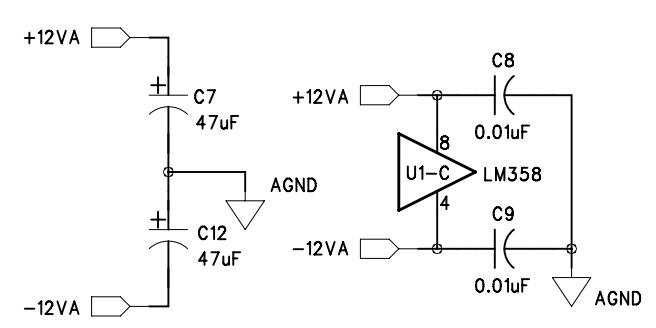 +12VA
+
C7
47uF
AGND
+
C12
47uF
-12VA
C8
+12VA
0.01uF
8
U1-C
LM358
4
C9
-12VA
0.01uF
AGND